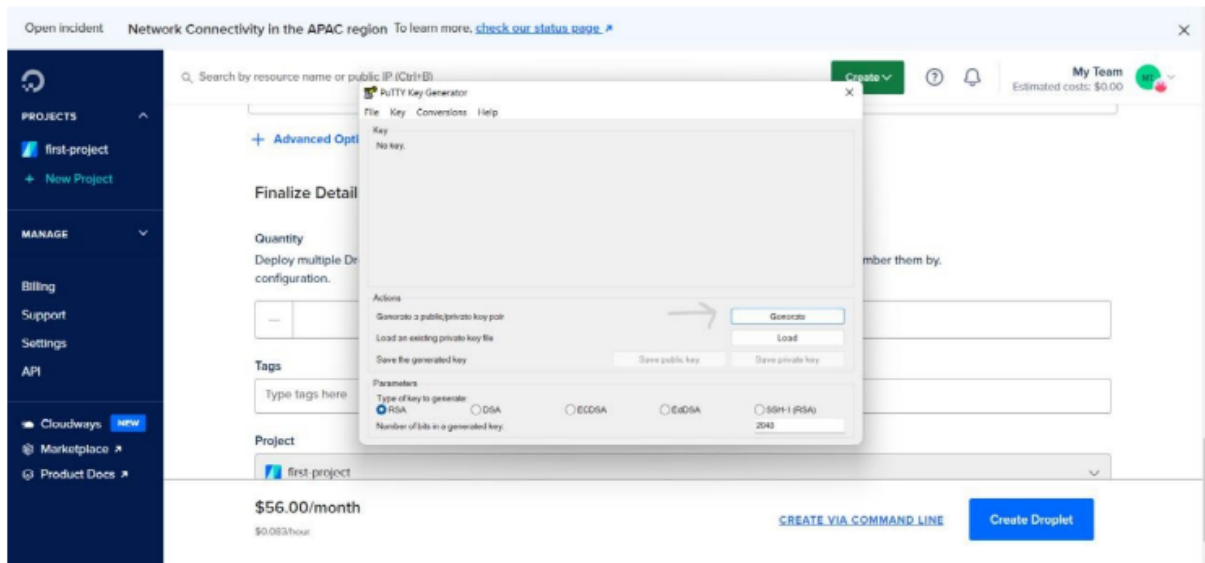 Open incident Network Connectivity in the APAC region To learn more, check our status page ↗
Search by resource name or public IP (Ctrl+B)
Create
My Team
Estimated costs: $0.00
MT
PROJECTS
first-project
+ New Project
MANAGE
Billing
Support
Settings
API
Cloudways NEW
Marketplace ↗
Product Docs ↗
+ Advanced Opti
Finalize Detail
Quantity
Deploy multiple Dr
mber them by.
configuration.
Tags
Type tags here
Project
first-project
PuTTY Key Generator
File Key Conversions Help
Key
No key.
Actions
Generate a public/private key pair
Generate
Load an existing private key file
Load
Save the generated key
Save public key
Save private key
Parameters
Type of key to generate:
RSA DSA ECDSA EdDSA SSH-1 (RSA)
Number of bits in a generated key:
2048
$56.00/month
$0.083/hour
CREATE VIA COMMAND LINE
Create Droplet